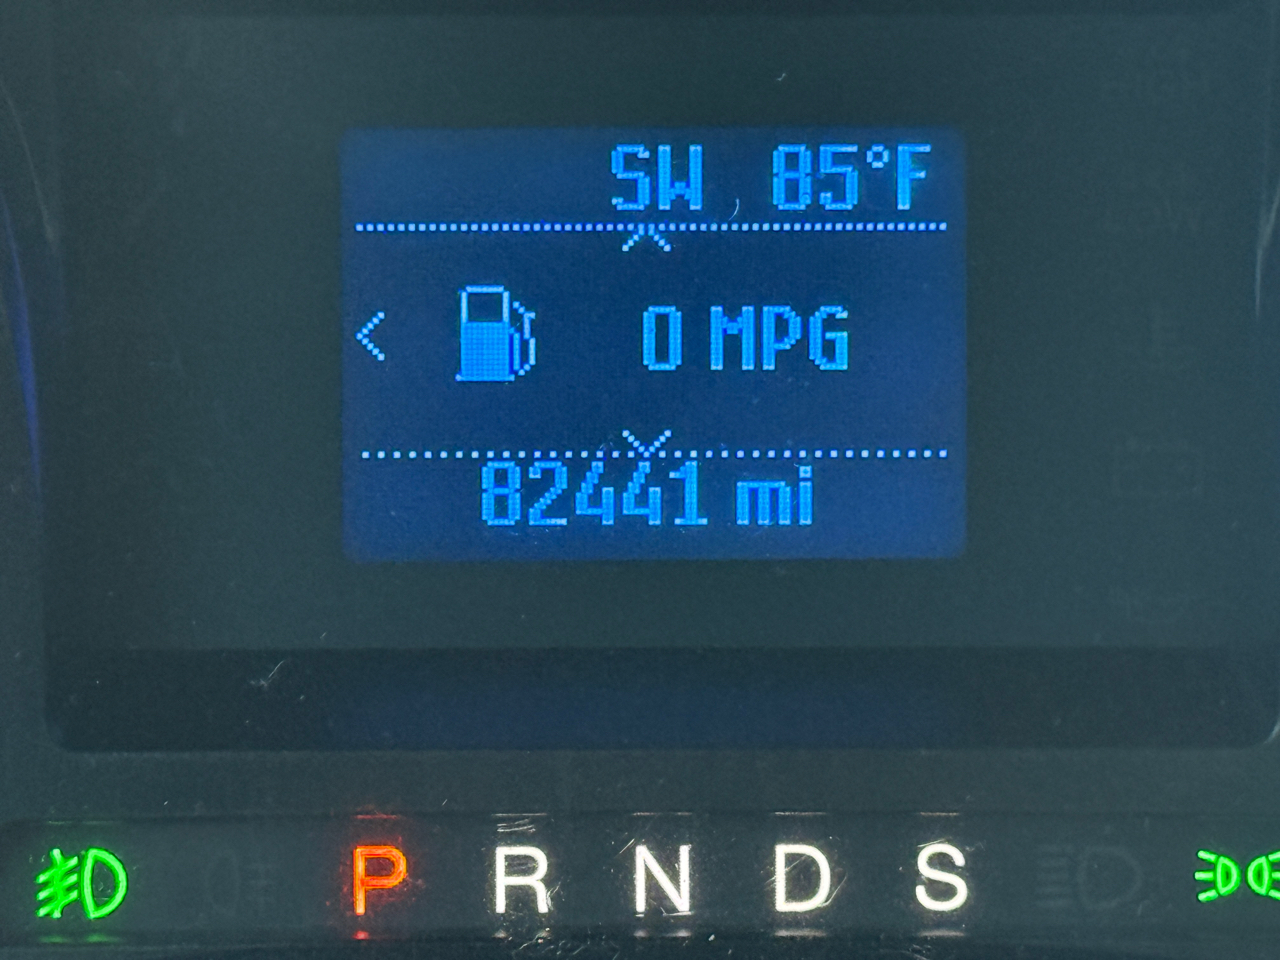 SW 85°F
0 MPG
82441 mi
P R N D S